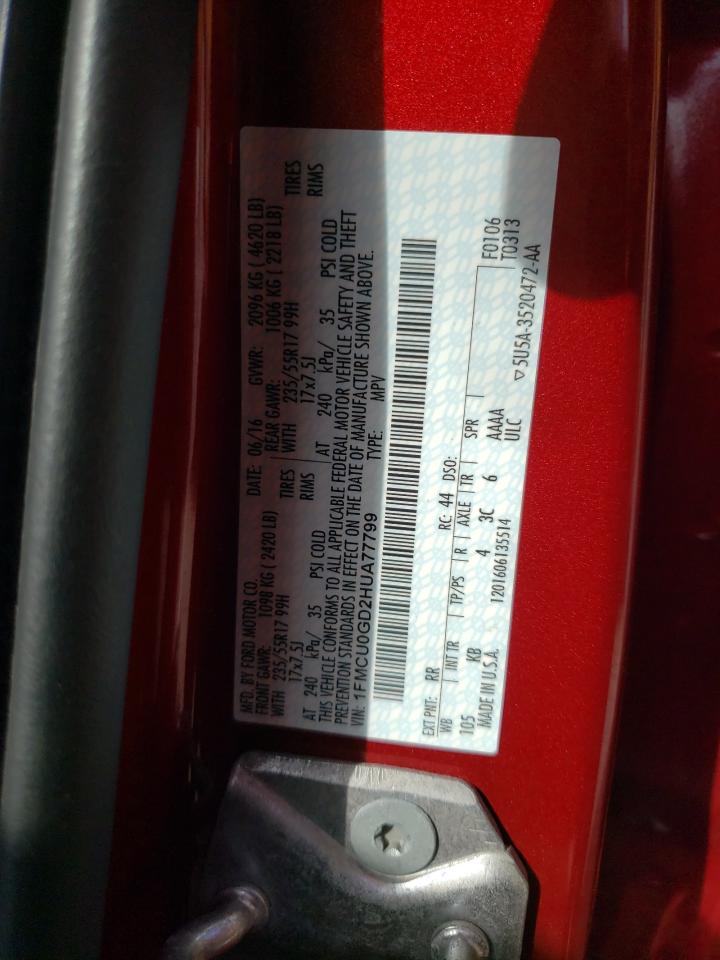 MFD. BY FORD MOTOR CO. DATE: 06/16 GVWR: 2096 KG ( 4620 LB)
FRONT GAWR: 1098 KG ( 2420 LB) REAR GAWR: 1006 KG ( 2218 LB)
WITH 235/55R17 99H TIRES WITH 235/55R17 99H TIRES
17x7.5J RIMS 17x7.5J RIMS
AT 240 kPa/ 35 PSI COLD AT 240 kPa/ 35 PSI COLD
THIS VEHICLE CONFORMS TO ALL APPLICABLE FEDERAL MOTOR VEHICLE SAFETY AND THEFT
PREVENTION STANDARDS IN EFFECT ON THE DATE OF MANUFACTURE SHOWN ABOVE.
VIN: 1FMCU0GD2HUA77799 TYPE: MPV
EXT PNT: RR RC: 44 DSO:
WB INT TR TP/PS R AXLE TR SPR
105 KB 4 3C 6 AAAA
MADE IN U.S.A. 1201606135514 ULC
F0106
T0313
▽5U5A-3520472-AA